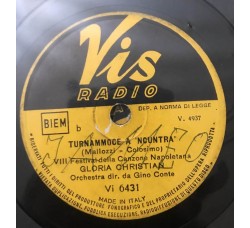 Vis
RADIO
DEP. A NORMA DI LEGGE
BIEM
b
V. 4937
TURNAMMOCE A 'NCUNTRA'
(Mallozzi - Colosimo)
VIII Festival della Canzone Napoletana
GLORIA CHRISTIAN
Orchestra dir. da Gino Conte
Vi 6431
MADE IN ITALY